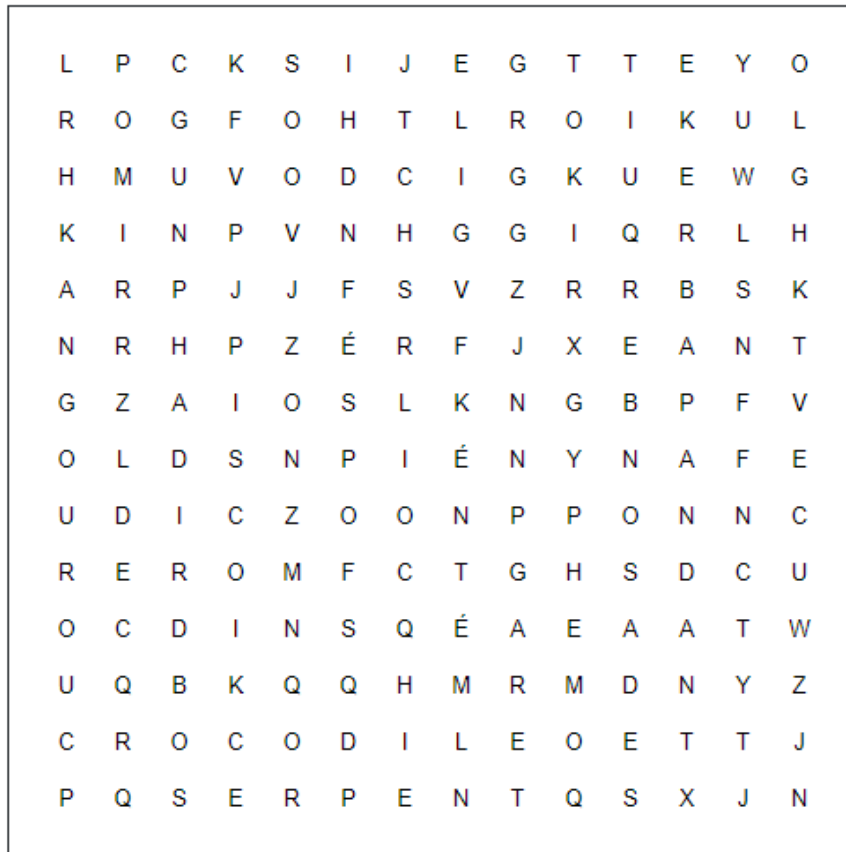 L P C K S I J E G T T E Y O
R O G F O H T L R O I K U L
H M U V O D C I G K U E W G
K I N P V N H G G I Q R L H
A R P J J F S V Z R R B S K
N R H P Z É R F J X E A N T
G Z A I O S L K N G B P F V
O L D S N P I É N Y N A F E
U D I C Z O O N P P O N N C
R E R O M F C T G H S D C U
O C D I N S Q É A E A A T W
U Q B K Q Q H M R M D N Y Z
C R O C O D I L E O E T T J
P Q S E R P E N T Q S X J N